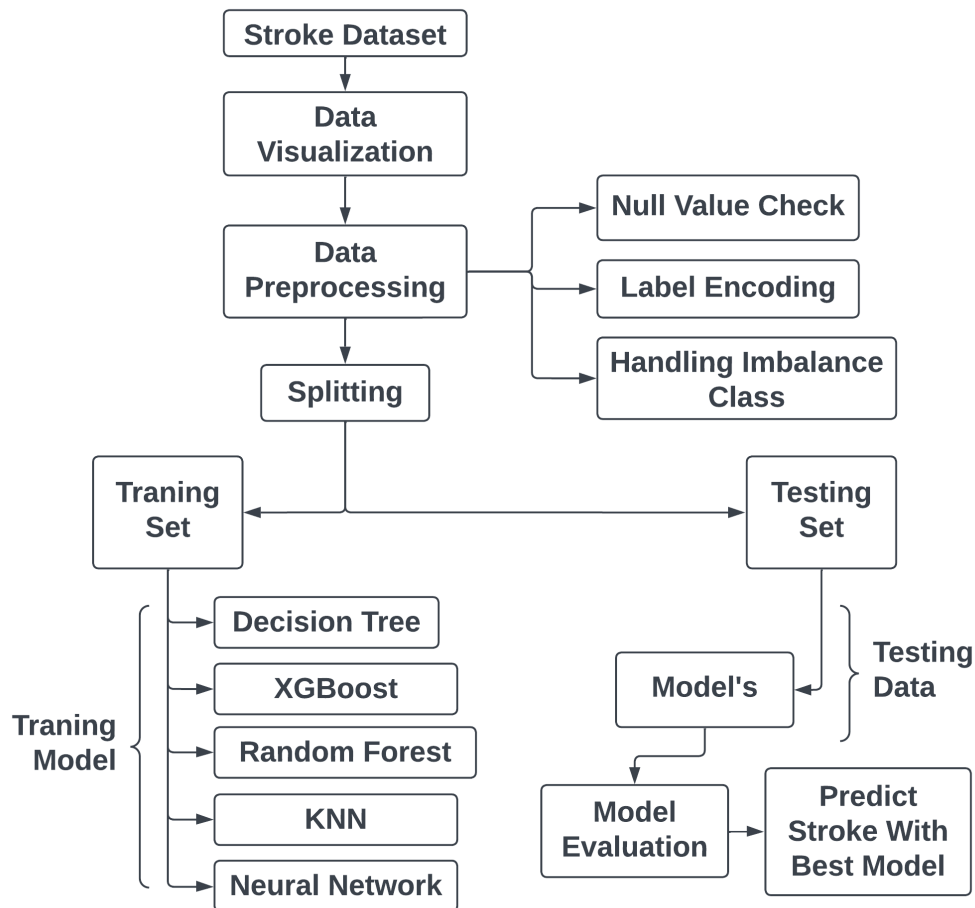 Stroke Dataset
Data
Visualization
Data
Preprocessing
Null Value Check
Label Encoding
Handling Imbalance
Class
Splitting
Traning
Set
Testing
Set
Traning
Model
Decision Tree
XGBoost
Random Forest
KNN
Neural Network
Model's
Testing
Data
Model
Evaluation
Predict
Stroke With
Best Model